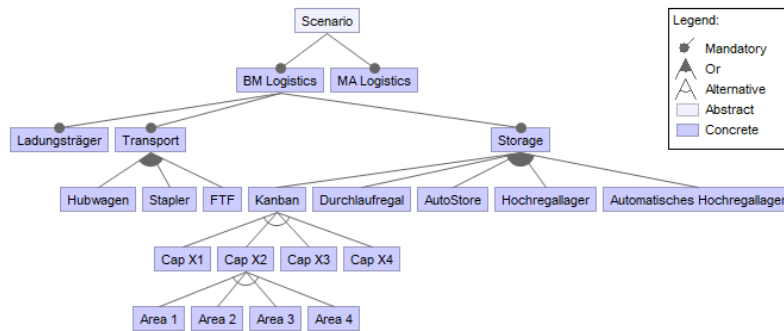 Scenario
Legend:
Mandatory
Or
Alternative
Abstract
Concrete
BM Logistics
MA Logistics
Ladungsträger
Transport
Storage
Hubwagen
Stapler
FTF
Kanban
Durchlaufregal
AutoStore
Hochregallager
Automatisches Hochregallager
Cap X1
Cap X2
Cap X3
Cap X4
Area 1
Area 2
Area 3
Area 4